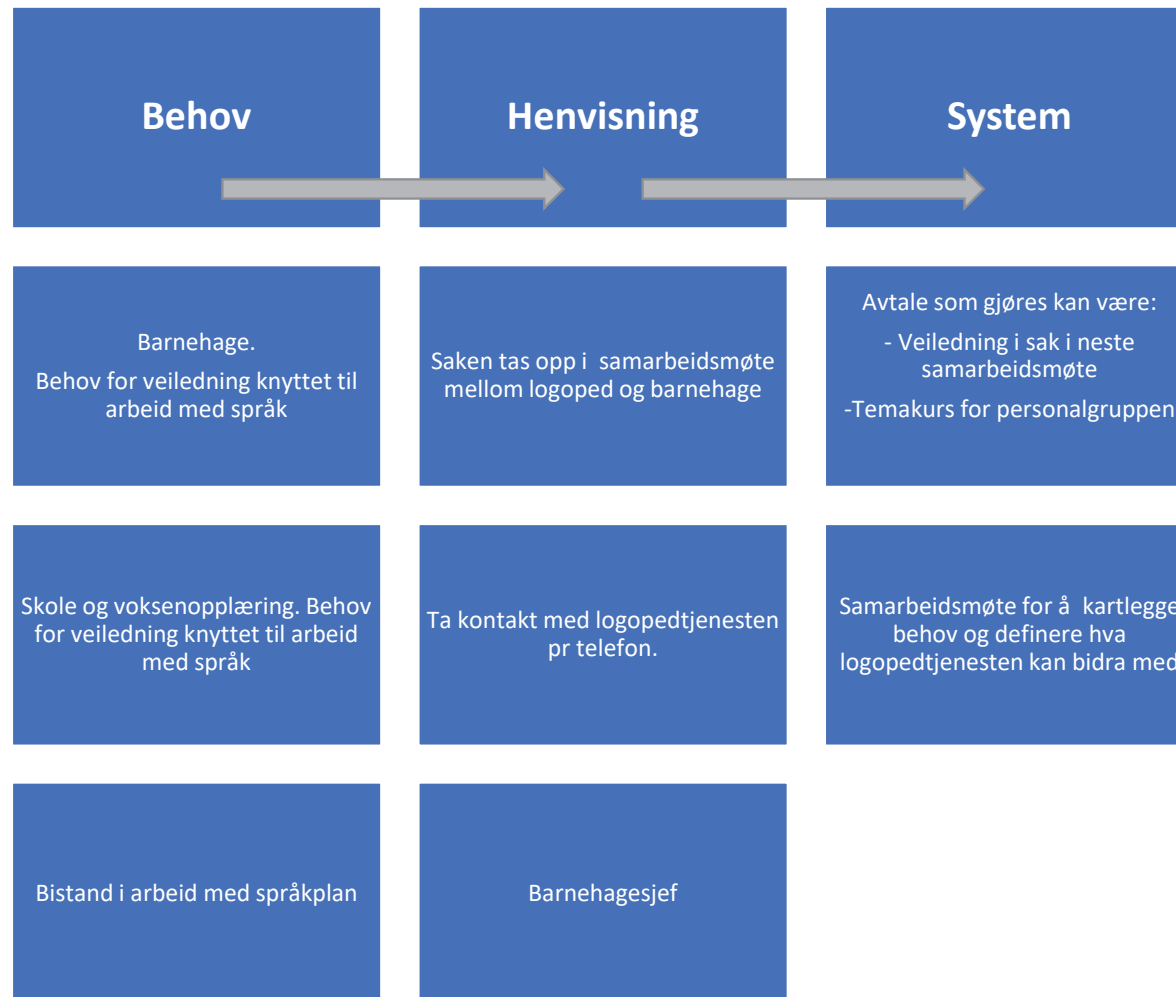 Behov
Henvisning
System
Barnehage.
Behov for veiledning knyttet til
arbeid med språk
Saken tas opp i  samarbeidsmøte
mellom logoped og barnehage
Avtale som gjøres kan være:
- Veiledning i sak i neste
samarbeidsmøte
-Temakurs for personalgruppen
Skole og voksenopplæring. Behov
for veiledning knyttet til arbeid
med språk
Ta kontakt med logopedtjenesten
pr telefon.
Samarbeidsmøte for å  kartlegge
behov og definere hva
logopedtjenesten kan bidra med
Bistand i arbeid med språkplan
Barnehagesjef